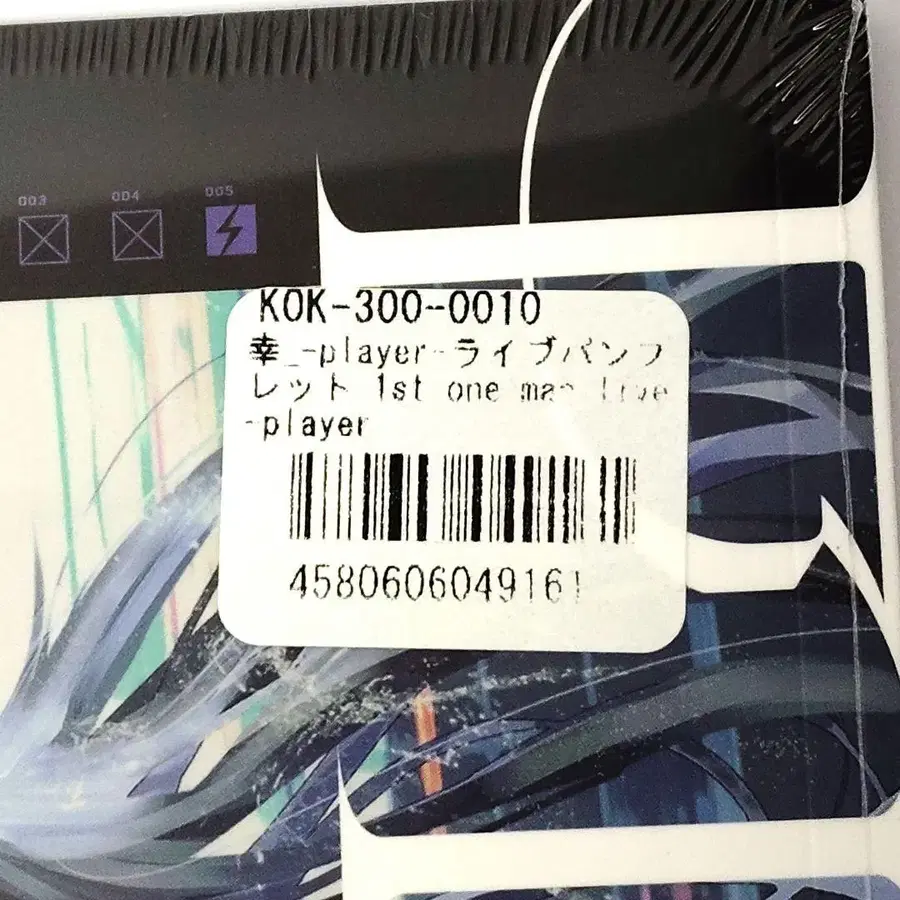 003 004 005
KOK-300-0010
幸_-player-ライブパンフ
レット 1st one man live
-player
4580606049161